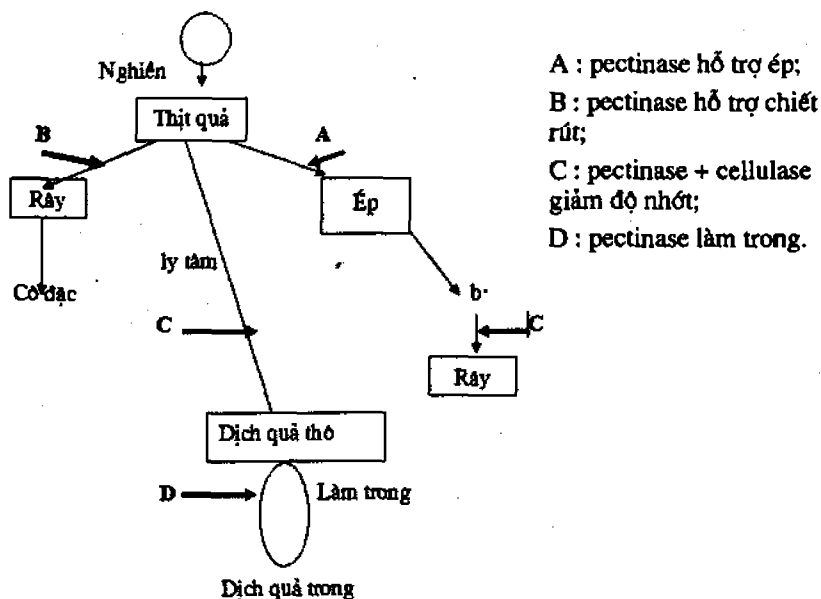 Nghiền
Thịt quả
B
A
Rây
Ép
ly tâm
Cô đặc
b
C
C
Rây
Dịch quả thô
D
Làm trong
Dịch quả trong
A : pectinase hỗ trợ ép;
B : pectinase hỗ trợ chiết
rút;
C : pectinase + cellulase
giảm độ nhớt;
D : pectinase làm trong.